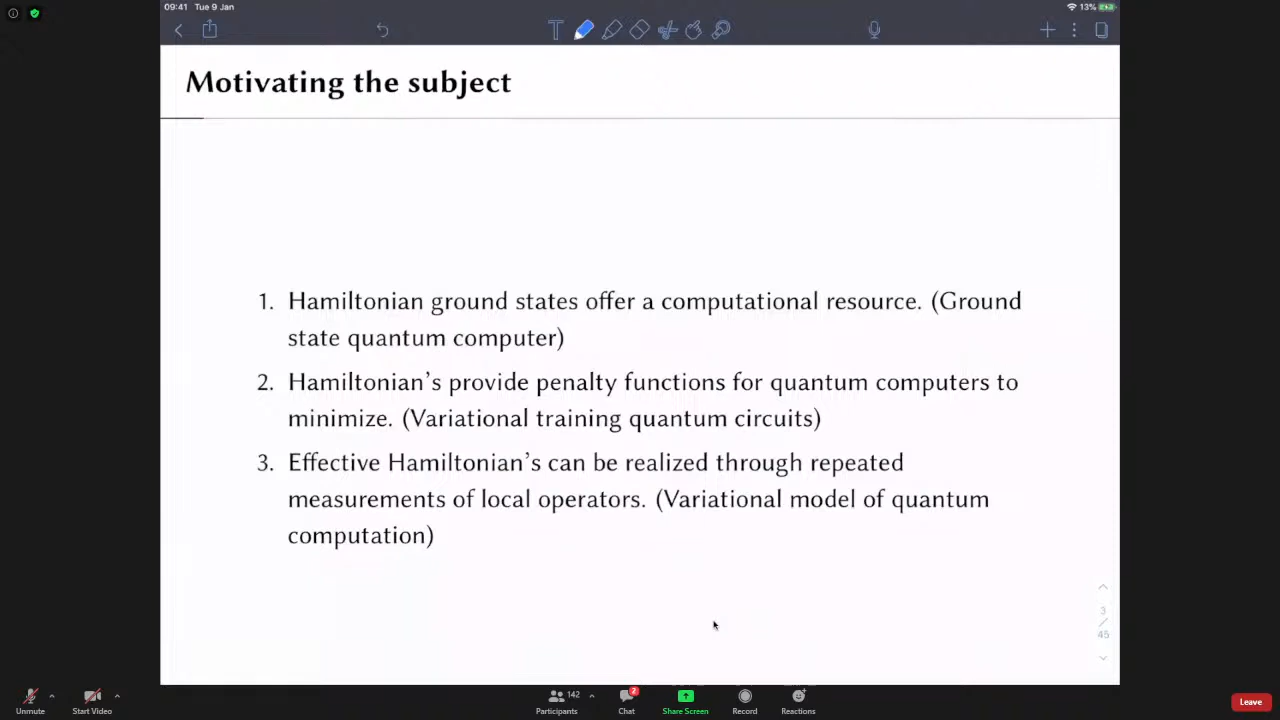 09:41 Tue 9 Jan
13%
T
Motivating the subject
1. Hamiltonian ground states offer a computational resource. (Ground
state quantum computer)
2. Hamiltonian's provide penalty functions for quantum computers to
minimize. (Variational training quantum circuits)
3. Effective Hamiltonian's can be realized through repeated
measurements of local operators. (Variational model of quantum
computation)
3
/
45
142
2
Unmute Start Video Participants Chat Share Screen Record Reactions Leave